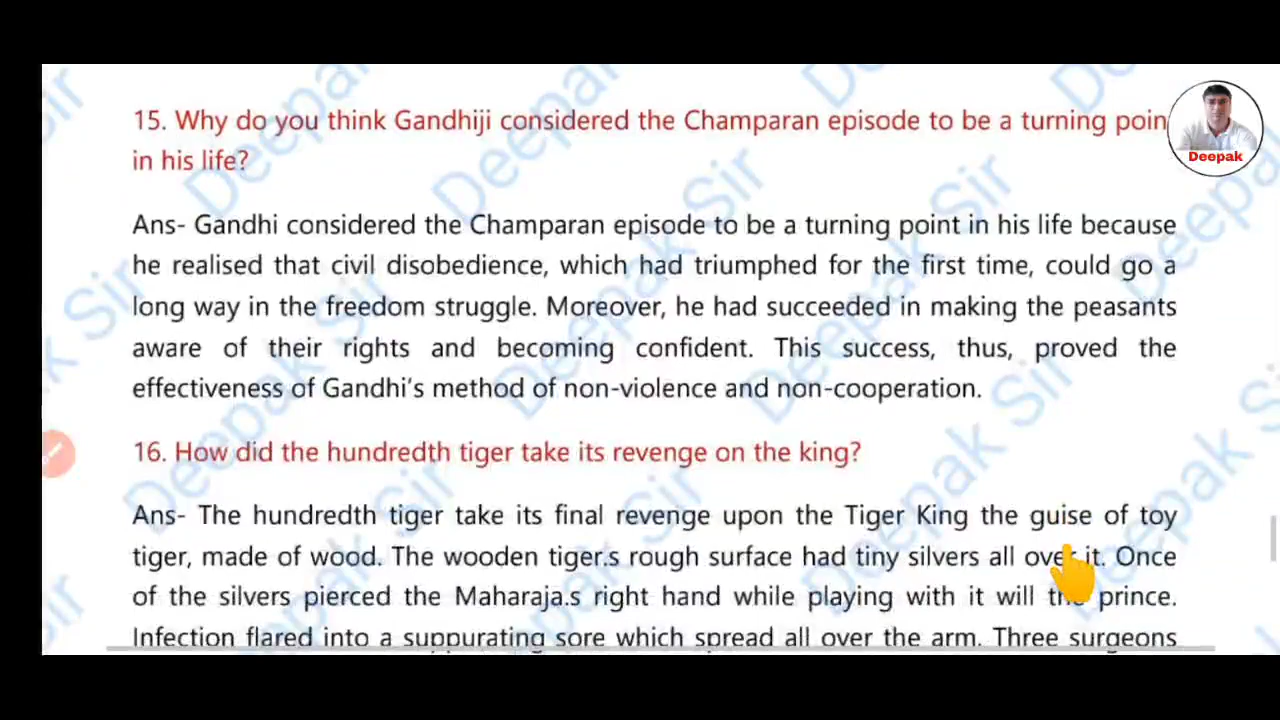 15. Why do you think Gandhiji considered the Champaran episode to be a turning poin
in his life?
Deepak
Ans- Gandhi considered the Champaran episode to be a turning point in his life because
he realised that civil disobedience, which had triumphed for the first time, could go a
long way in the freedom struggle. Moreover, he had succeeded in making the peasants
aware of their rights and becoming confident. This success, thus, proved the
effectiveness of Gandhi's method of non-violence and non-cooperation.
16. How did the hundredth tiger take its revenge on the king?
Ans- The hundredth tiger take its final revenge upon the Tiger King the guise of toy
tiger, made of wood. The wooden tiger.s rough surface had tiny silvers all over it. Once
of the silvers pierced the Maharaja.s right hand while playing with it will the prince.
Infection flared into a suppurating sore which spread all over the arm. Three surgeons